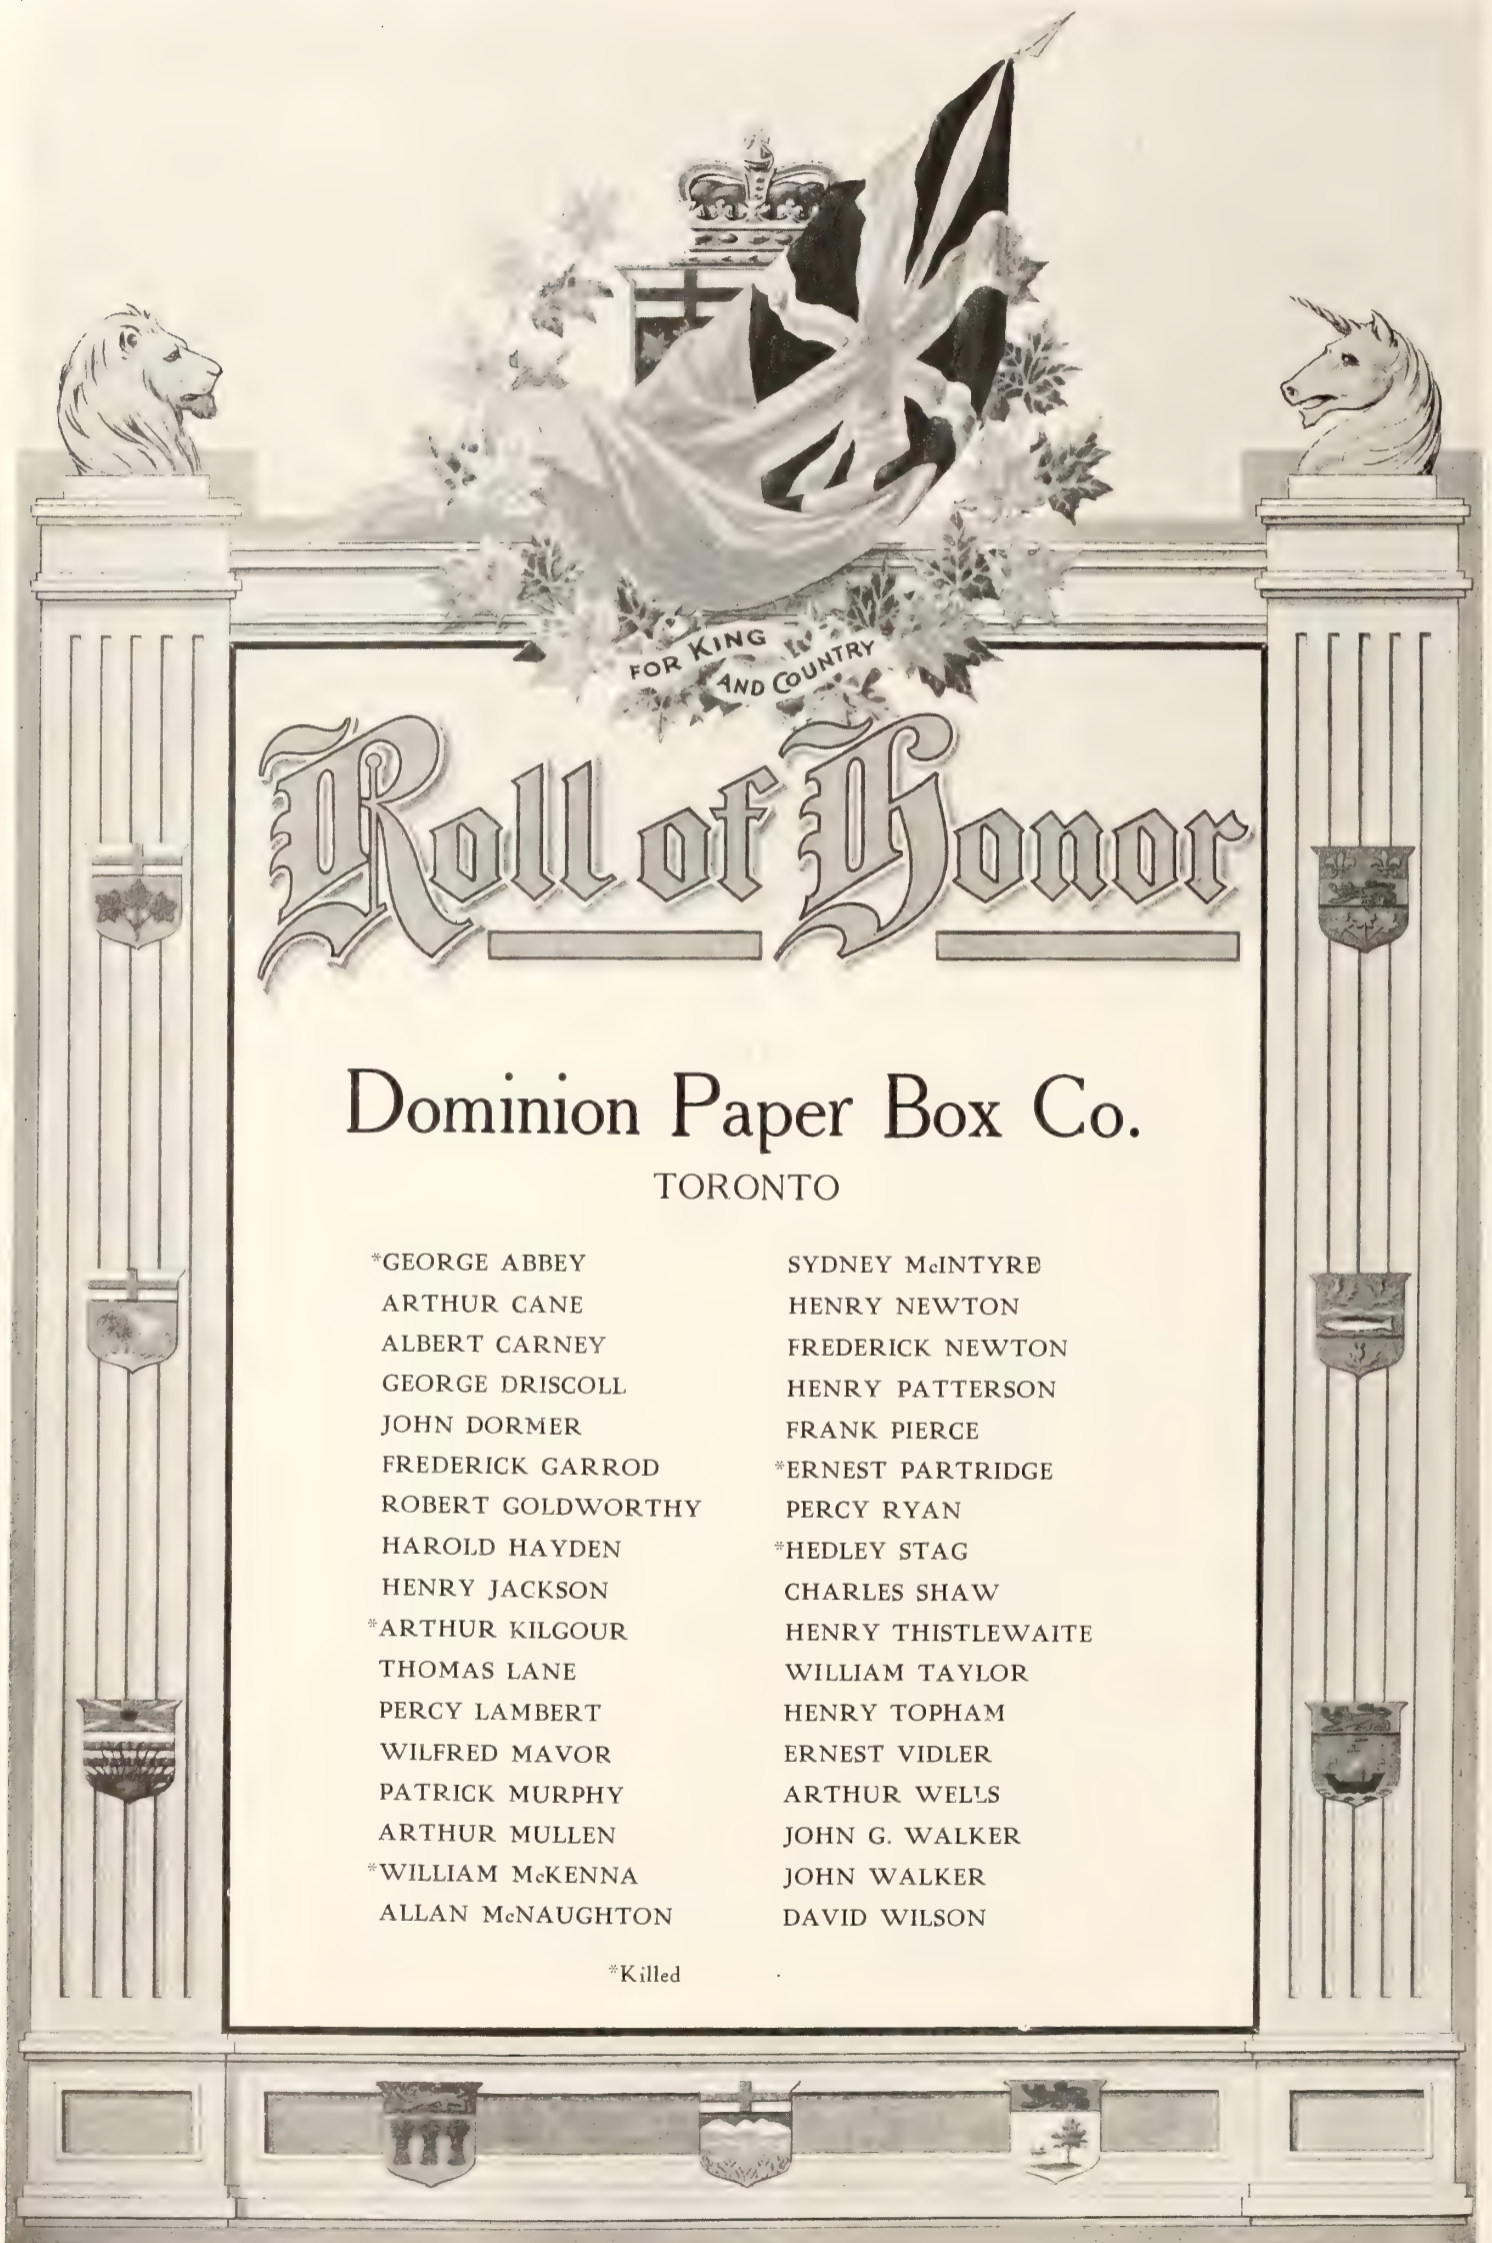 FOR KING
AND COUNTRY
Roll of Honor
Dominion Paper Box Co.
TORONTO
*GEORGE ABBEY
ARTHUR CANE
ALBERT CARNEY
GEORGE DRISCOLL
JOHN DORMER
FREDERICK GARROD
ROBERT GOLDWORTHY
HAROLD HAYDEN
HENRY JACKSON
*ARTHUR KILGOUR
THOMAS LANE
PERCY LAMBERT
WILFRED MAVOR
PATRICK MURPHY
ARTHUR MULLEN
*WILLIAM McKENNA
ALLAN McNAUGHTON
SYDNEY McINTYRE
HENRY NEWTON
FREDERICK NEWTON
HENRY PATTERSON
FRANK PIERCE
*ERNEST PARTRIDGE
PERCY RYAN
*HEDLEY STAG
CHARLES SHAW
HENRY THISTLEWAITE
WILLIAM TAYLOR
HENRY TOPHAM
ERNEST VIDLER
ARTHUR WELLS
JOHN G. WALKER
JOHN WALKER
DAVID WILSON
*Killed